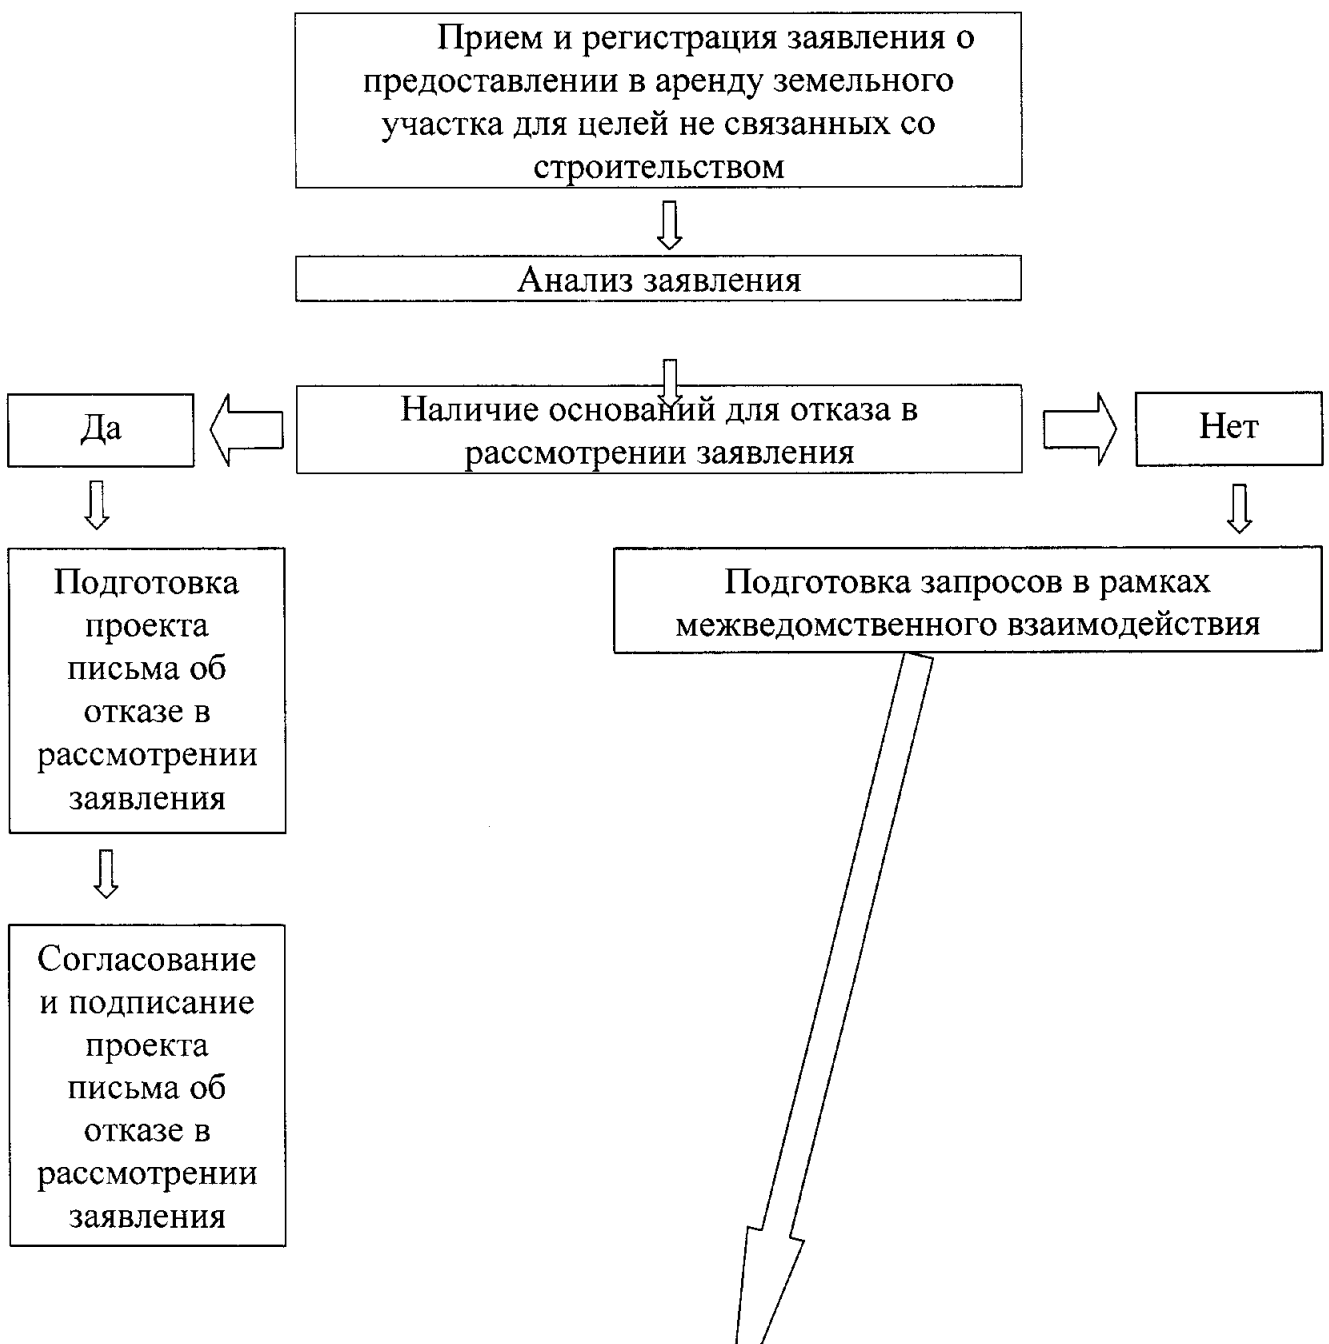 Прием и регистрация заявления о
предоставлении в аренду земельного
участка для целей не связанных со
строительством
Анализ заявления
Да
Наличие оснований для отказа в
рассмотрении заявления
Нет
Подготовка
проекта
письма об
отказе в
рассмотрении
заявления
Подготовка запросов в рамках
межведомственного взаимодействия
Согласование
и подписание
проекта
письма об
отказе в
рассмотрении
заявления